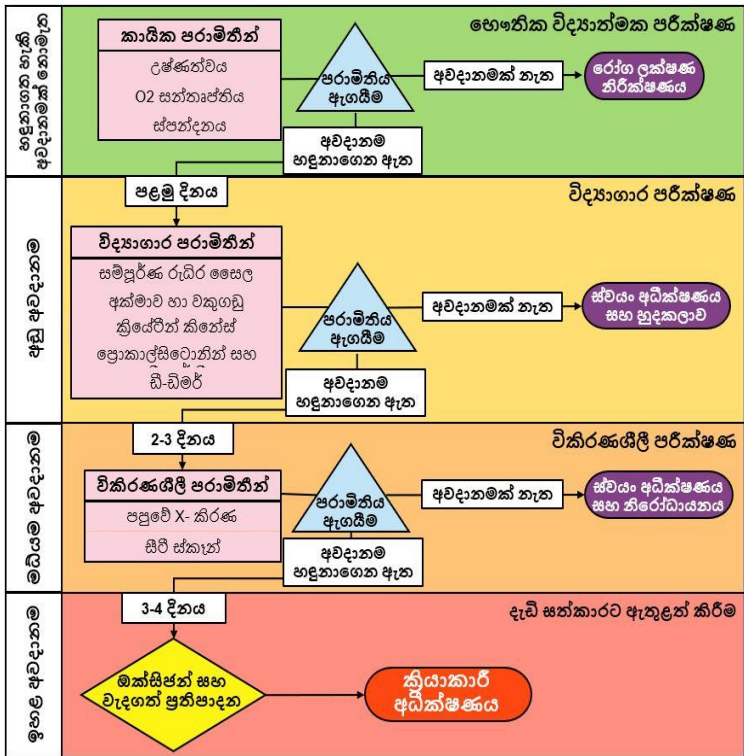 හඳුනාගත හැකි
අවදානමක් නොමැත
භෞතික විද්‍යාත්මක පරීක්ෂණ
කායික පරාමිතීන්
උෂ්ණත්වය
O2 සන්තෘප්තිය
ස්පන්දනය
පරාමිතිය
ඇගයීම
අවදානමක් නැත
රෝග ලක්ෂණ
නිරීක්ෂණය
අවදානම
හඳුනාගෙන ඇත
අඩු අවදානම
පළමු දිනය
විද්‍යාගාර පරීක්ෂණ
විද්‍යාගාර පරාමිතීන්
සම්පූර්ණ රුධිර සෛල
අක්මාව හා වකුගඩු
ක්‍රියේටීන් කිනේස්
ප්‍රොකාල්සිටොනින් සහ
ඩී-ඩිමර්
පරාමිතිය
ඇගයීම
අවදානමක් නැත
ස්වයං අධීක්ෂණය
සහ හුදකලාව
අවදානම
හඳුනාගෙන ඇත
මධ්‍යම අවදානම
2-3 දිනය
විකිරණශීලී පරීක්ෂණ
විකිරණශීලී පරාමිතීන්
පපුවේ X- කිරණ
සීටී ස්කෑන්
පරාමිතිය
ඇගයීම
අවදානමක් නැත
ස්වයං අධීක්ෂණය
සහ නිරෝධායනය
අවදානම
හඳුනාගෙන ඇත
ඉහළ අවදානම
3-4 දිනය
දැඩි සත්කාරට ඇතුළත් කිරීම
ඔක්සිජන් සහ
වැදගත් ප්‍රතිපාදන
ක්‍රියාකාරී
අධීක්ෂණය